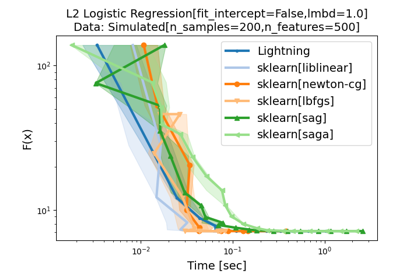 L2 Logistic Regression[fit_intercept=False,lmbd=1.0]
Data: Simulated[n_samples=200,n_features=500]
Lightning
sklearn[liblinear]
sklearn[newton-cg]
sklearn[lbfgs]
sklearn[sag]
sklearn[saga]
F(x)
10²
10¹
10⁻² 10⁻¹ 10⁰
Time [sec]